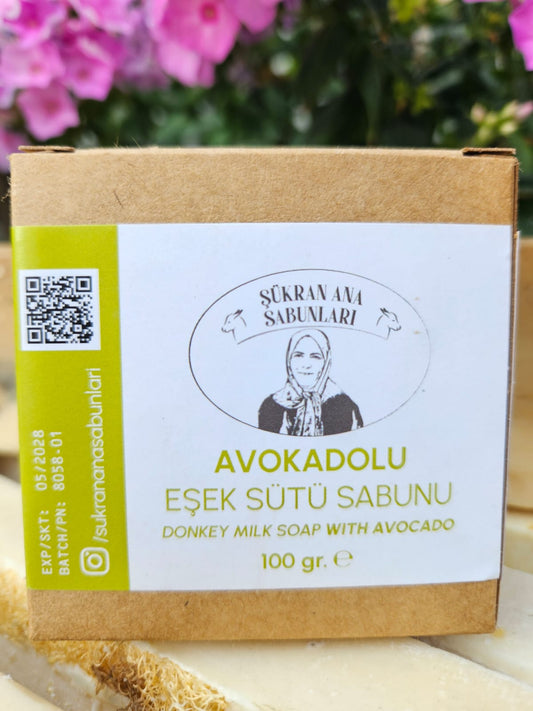 ŞÜKRAN ANA
SABUNLARI
AVOKADOLU
EŞEK SÜTÜ SABUNU
DONKEY MILK SOAP WITH AVOCADO
100 gr. ℮
EXP/SKT: 05/2028
BATCH/PN: 8058-01
/sukrananasabunlari